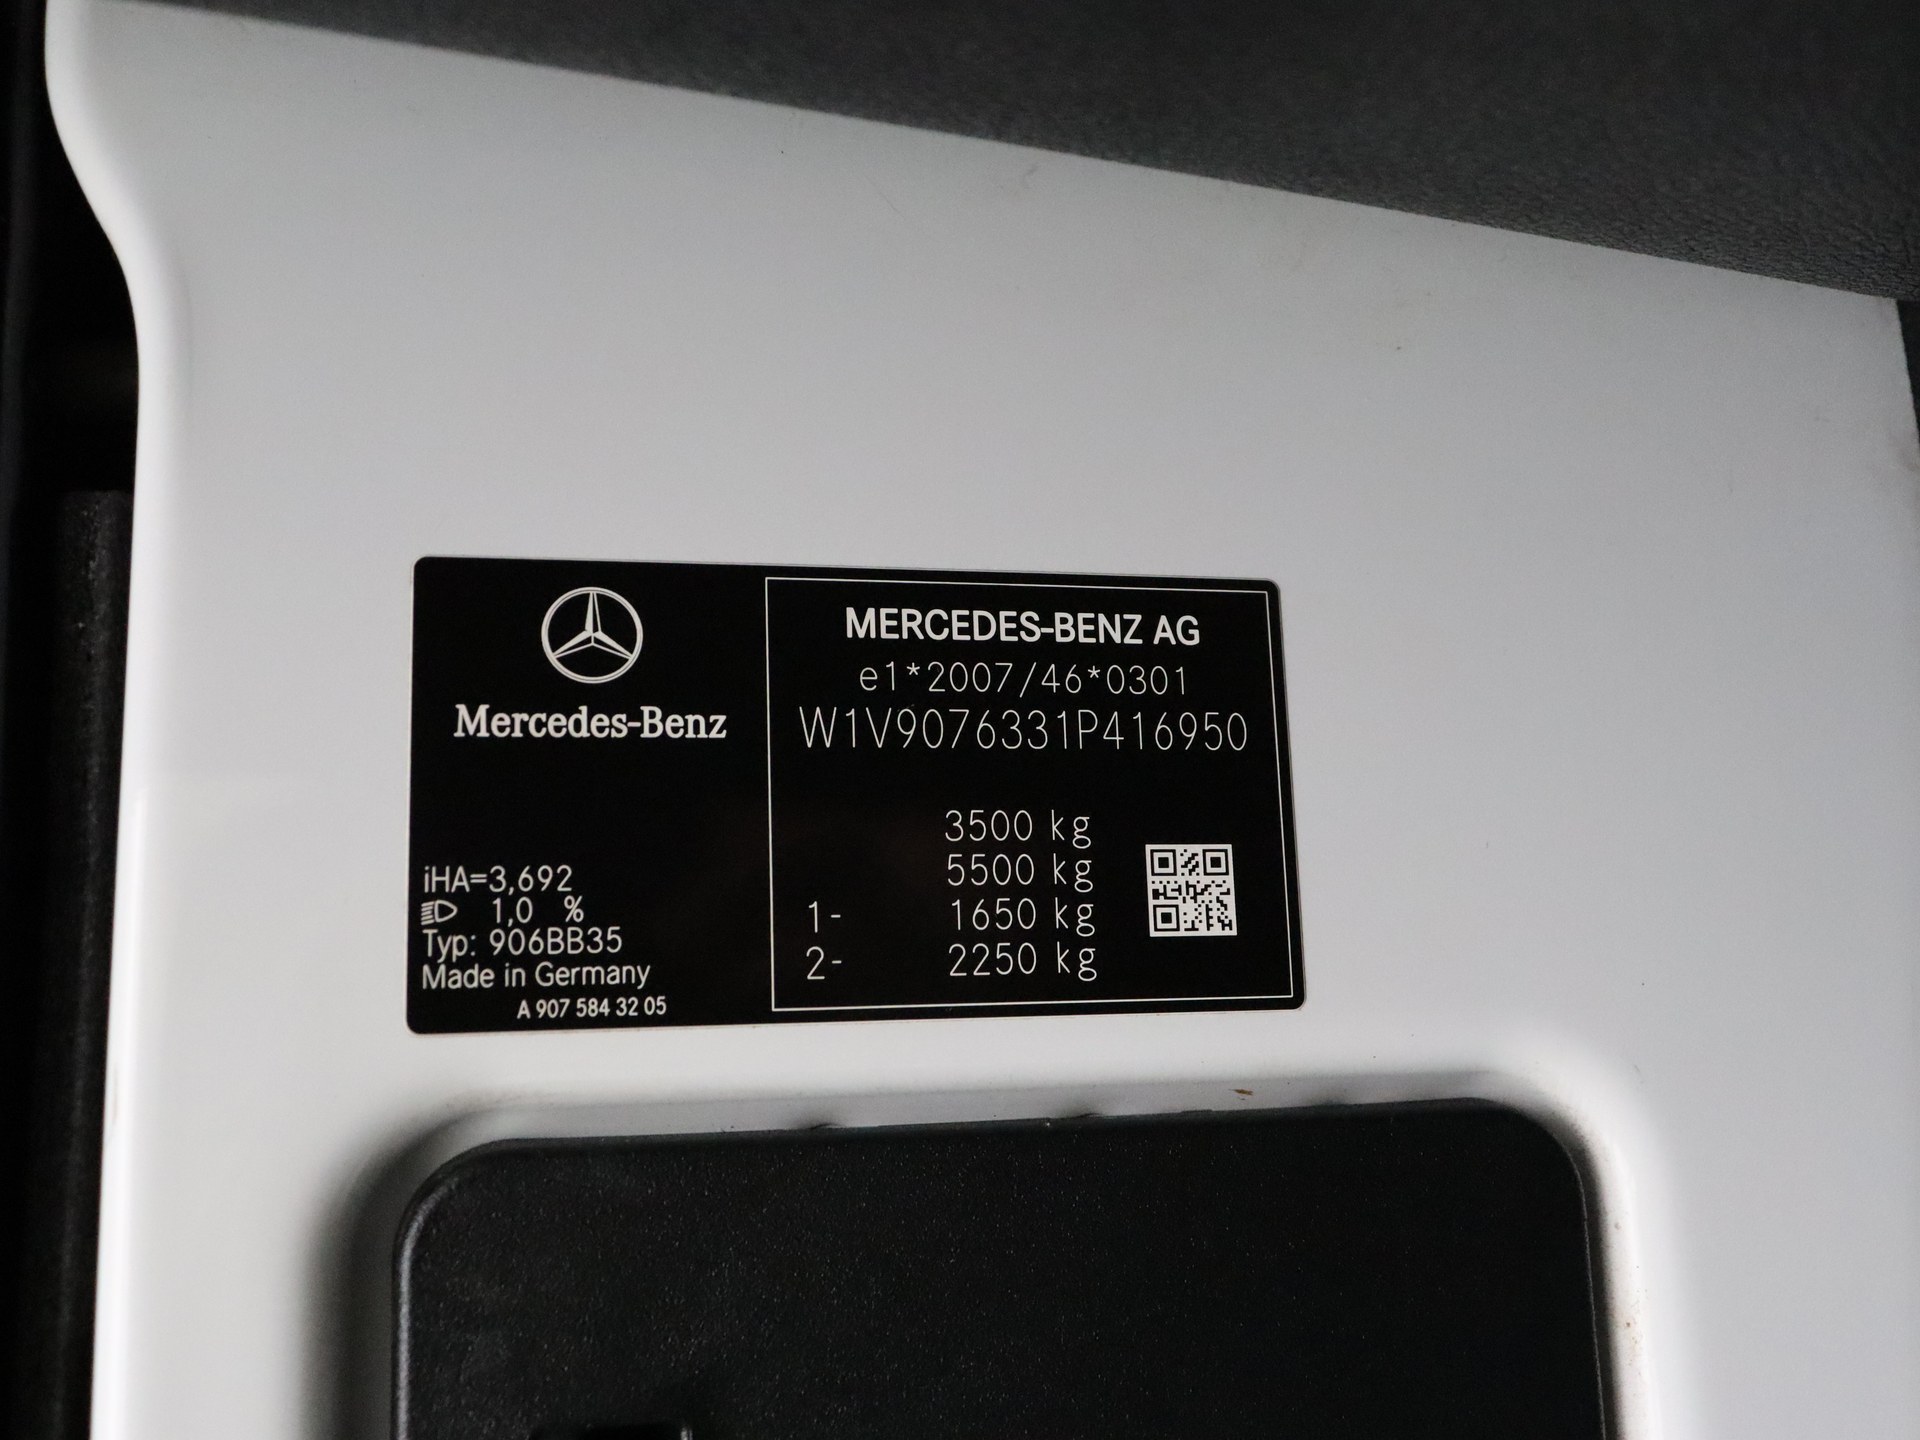 Mercedes-Benz
iHA=3,692
1,0 %
Typ: 906BB35
Made in Germany
A 907 584 32 05
MERCEDES-BENZ AG
e1*2007/46*0301
W1V9076331P416950
3500 kg
5500 kg
1- 1650 kg
2- 2250 kg